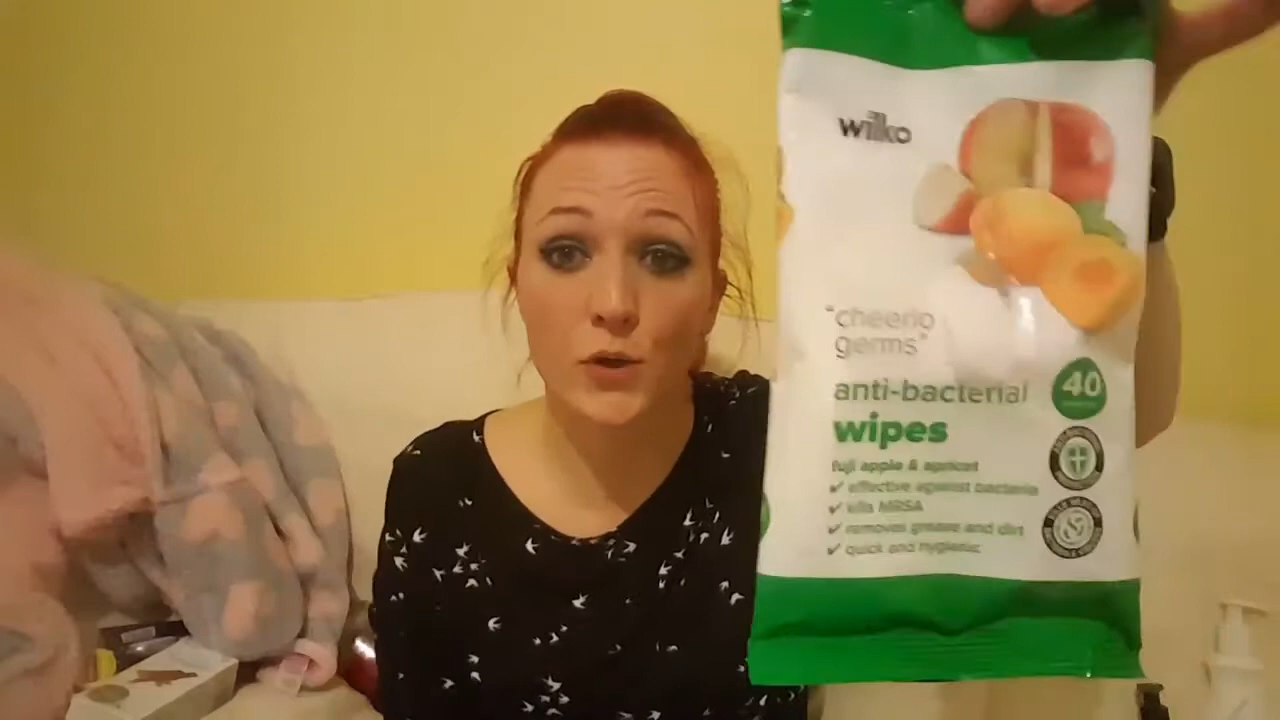 wilko
"cheerio
germs"
anti-bacterial
40
wipes
fuji apple & apricot
✔ effective against bacteria
✔ kills MRSA
✔ removes grease and dirt
✔ quick and hygienic